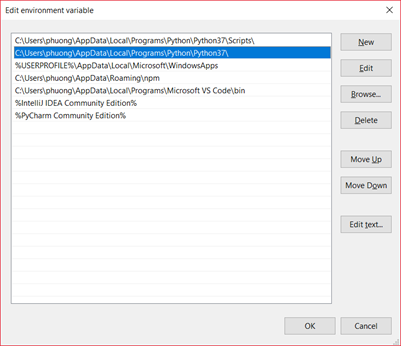 Edit environment variable
C:\Users\phuong\AppData\Local\Programs\Python\Python37\Scripts\
C:\Users\phuong\AppData\Local\Programs\Python\Python37\
%USERPROFILE%\AppData\Local\Microsoft\WindowsApps
C:\Users\phuong\AppData\Roaming\npm
C:\Users\phuong\AppData\Local\Programs\Microsoft VS Code\bin
%IntelliJ IDEA Community Edition%
%PyCharm Community Edition%
New
Edit
Browse...
Delete
Move Up
Move Down
Edit text...
OK
Cancel